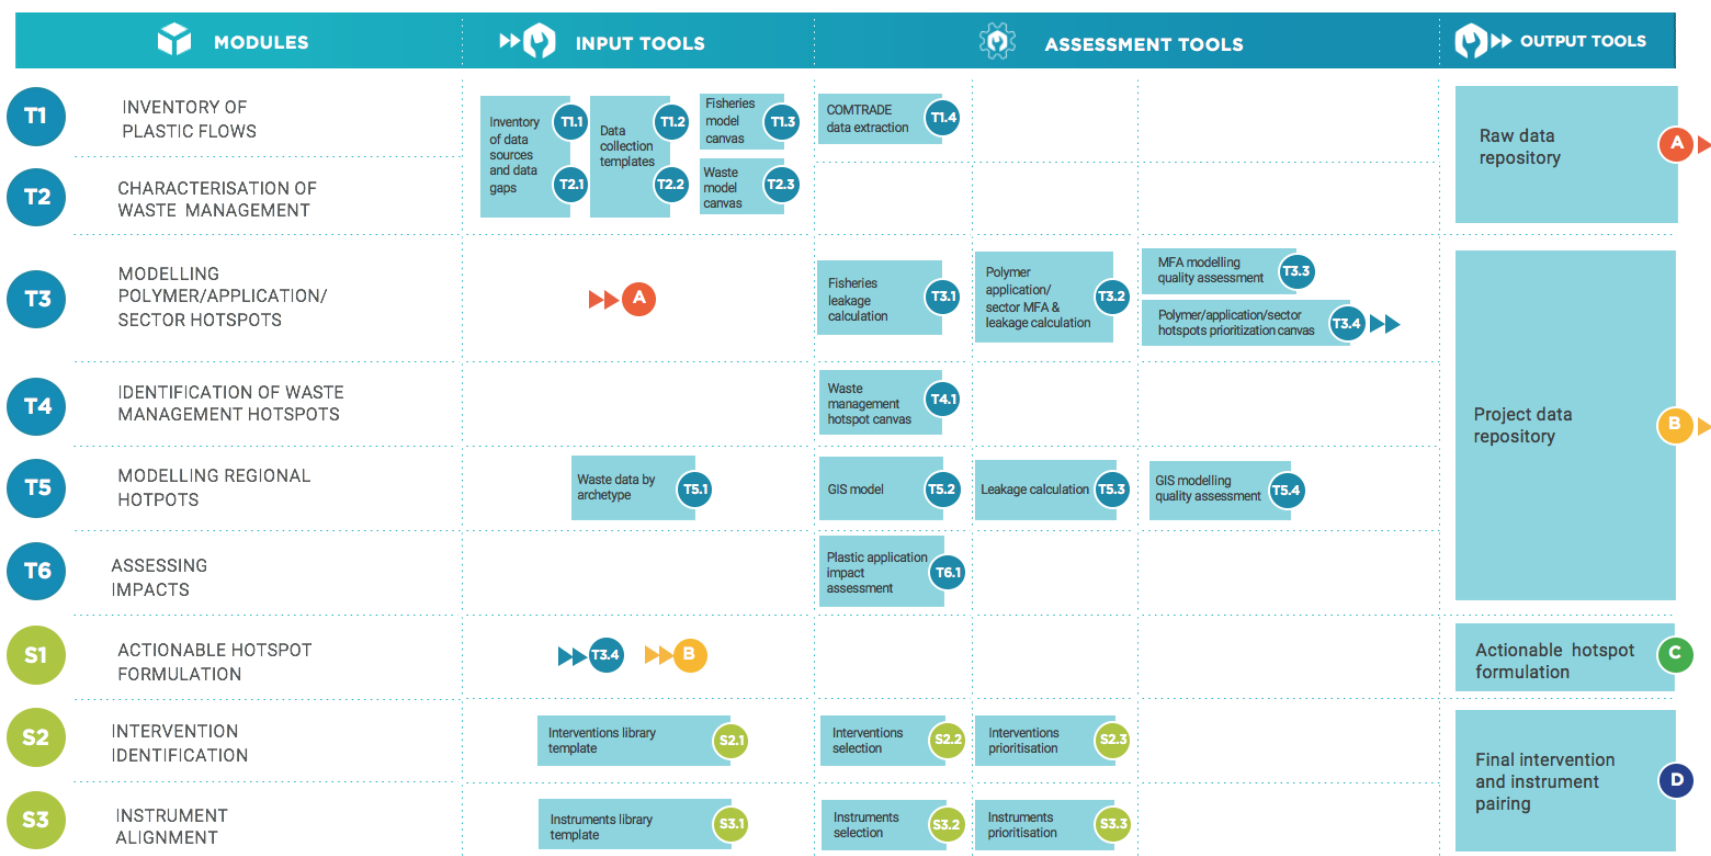 MODULES
INPUT TOOLS
ASSESSMENT TOOLS
OUTPUT TOOLS
T1
INVENTORY OF
PLASTIC FLOWS
Inventory
of data
sources
and data
gaps
T1.1
T2.1
Data
collection
templates
T1.2
T2.2
Fisheries
model
canvas
T1.3
COMTRADE
data extraction
T1.4
Raw data
repository
A
T2
CHARACTERISATION OF
WASTE MANAGEMENT
Waste
model
canvas
T2.3
T3
MODELLING
POLYMER/APPLICATION/
SECTOR HOTSPOTS
A
Fisheries
leakage
calculation
T3.1
Polymer
application/
sector MFA &
leakage calculation
T3.2
MFA modelling
quality assessment
T3.3
Polymer/application/sector
hotspots prioritization canvas
T3.4
Project data
repository
B
T4
IDENTIFICATION OF WASTE
MANAGEMENT HOTSPOTS
Waste
management
hotspot canvas
T4.1
T5
MODELLING REGIONAL
HOTPOTS
Waste data by
archetype
T5.1
GIS model
T5.2
Leakage calculation
T5.3
GIS modelling
quality assessment
T5.4
T6
ASSESSING
IMPACTS
Plastic application
impact
assessment
T6.1
S1
ACTIONABLE HOTSPOT
FORMULATION
T3.4
B
Actionable hotspot
formulation
C
S2
INTERVENTION
IDENTIFICATION
Interventions library
template
S2.1
Interventions
selection
S2.2
Interventions
prioritisation
S2.3
Final intervention
and instrument
pairing
D
S3
INSTRUMENT
ALIGNMENT
Instruments library
template
S3.1
Instruments
selection
S3.2
Instruments
prioritisation
S3.3